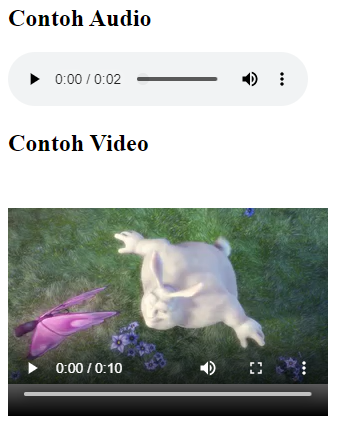 Contoh Audio
0:00 / 0:02
Contoh Video
0:00 / 0:10